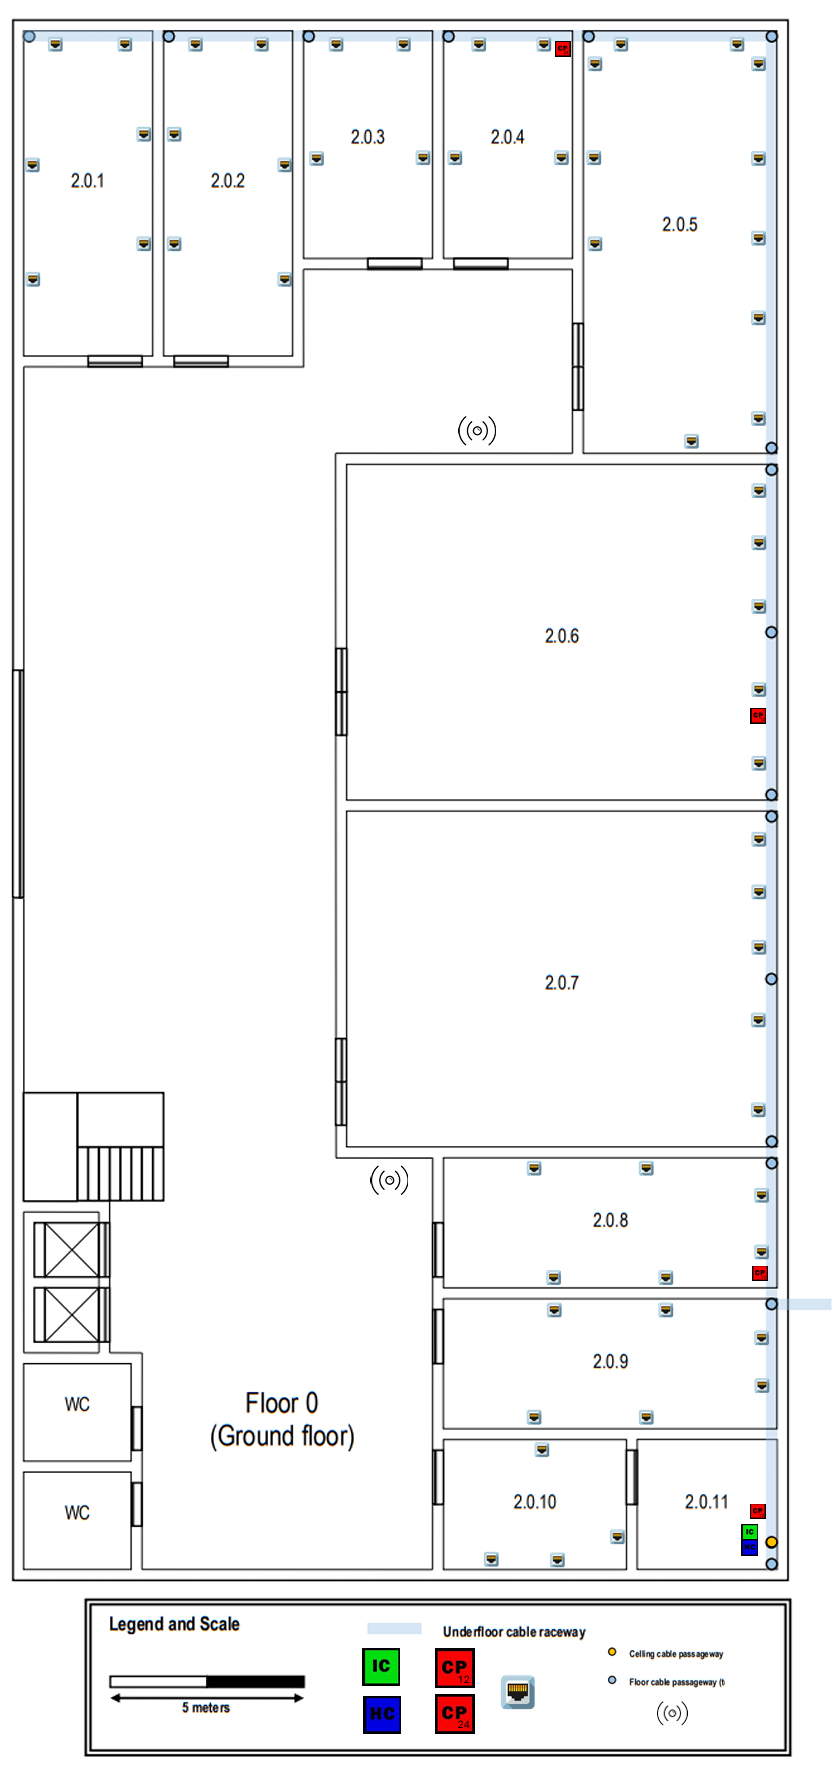 CP
2.0.1
2.0.2
2.0.3
2.0.4
2.0.5
2.0.6
CP
2.0.7
2.0.8
CP
2.0.9
WC
Floor 0
(Ground floor)
WC
2.0.10
2.0.11
CP
IC
HC
Legend and Scale
Underfloor cable raceway
IC
CP
12
Celling cable passageway
Floor cable passageway (t
5 meters
HC
CP
24